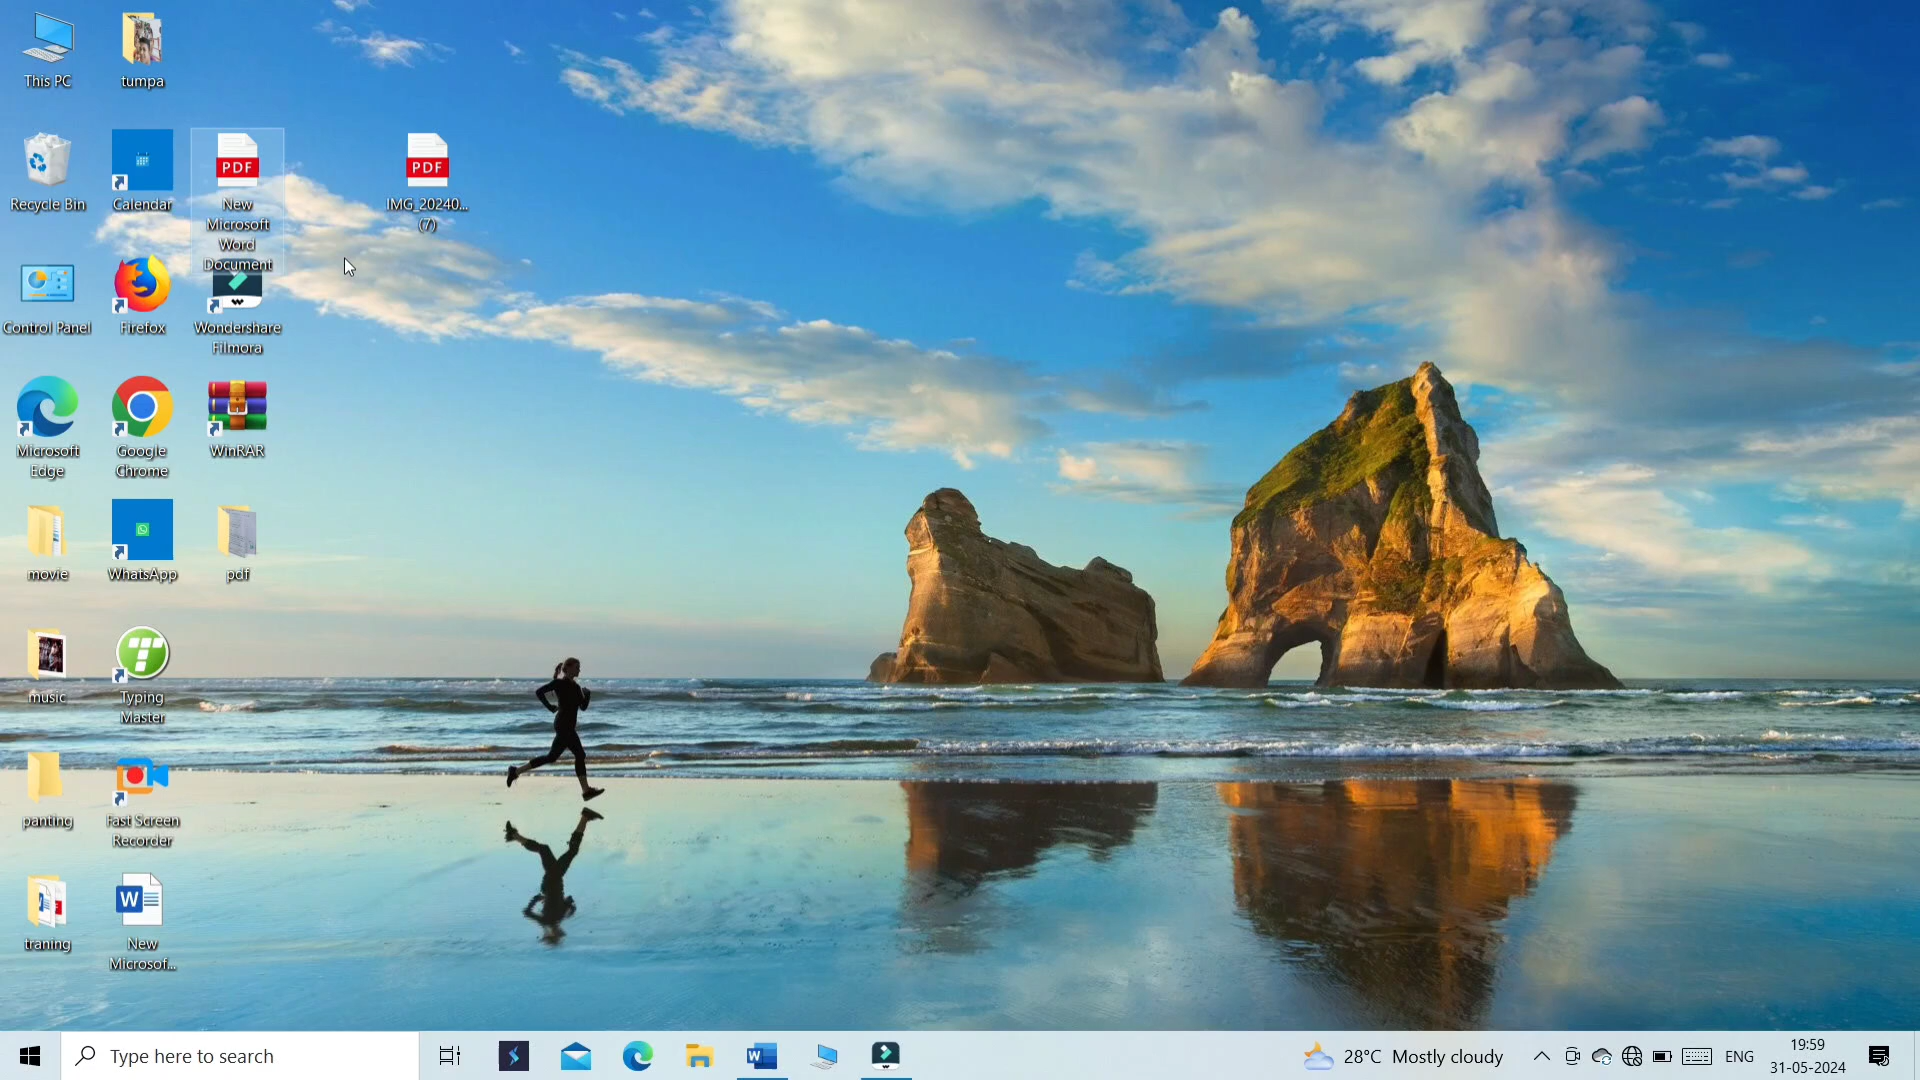 This PC
tumpa
Recycle Bin
Calendar
PDF
New
Microsoft
Word
Document
PDF
IMG_20240...
(7)
Control Panel
Firefox
Wondershare
Filmora
Microsoft
Edge
Google
Chrome
WinRAR
movie
WhatsApp
pdf
music
Typing
Master
panting
Fast Screen
Recorder
traning
W
New
Microsof...
Type here to search
W
28°C Mostly cloudy
ENG
19:59
31-05-2024